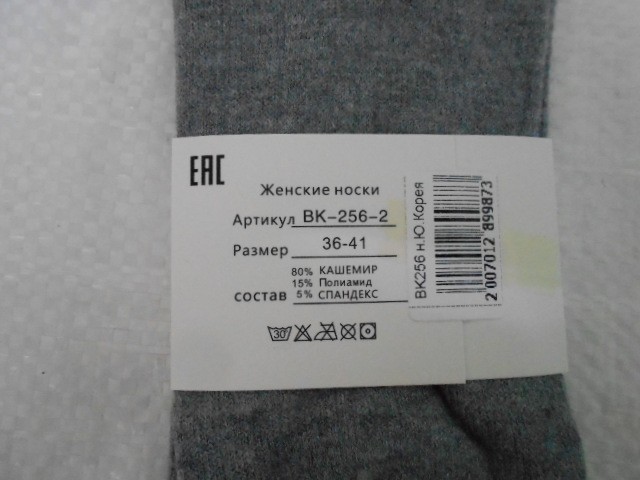 EAC
Женские носки
Артикул BK-256-2
Размер 36-41
80% КАШЕМИР
15% Полиамид
состав 5% СПАНДЕКС
30
BK256 н.Ю.Корея
2 007012 899873